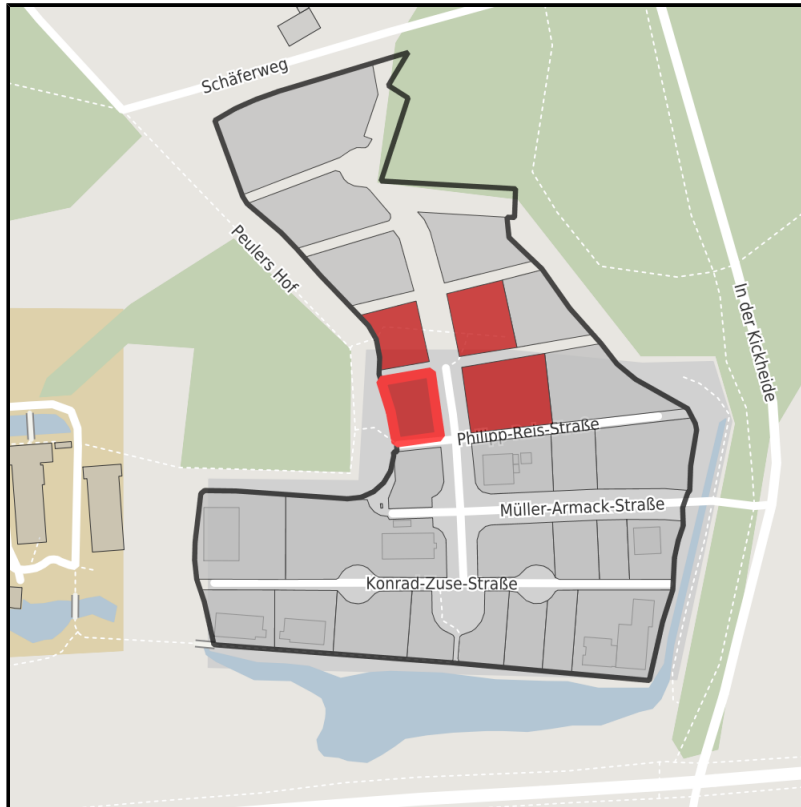 Schäferweg
Peulers Hof
In der Kickheide
Philipp-Reis-Straße
Müller-Armack-Straße
Konrad-Zuse-Straße